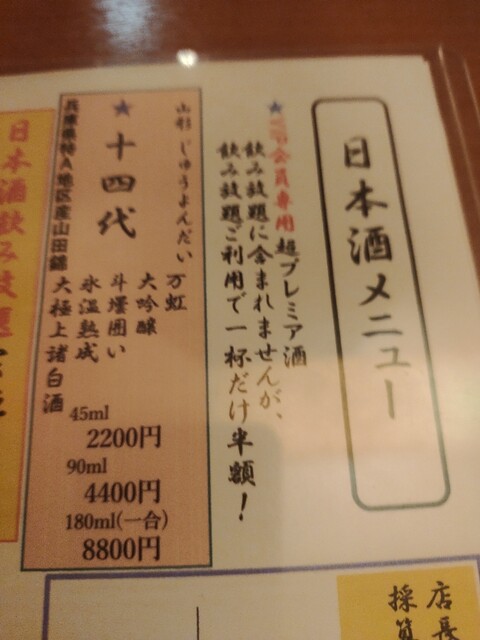 日本酒メニュー
会員専用 超プレミア酒
飲み放題に含まれませんが、
飲み放題ご利用で一杯だけ半額！
山形 じゅうよんだい
十四代
万虹
大吟醸
斗壜囲い
氷温熟成
大極上諸白酒
兵庫県特A地区産山田錦
45ml
2200円
90ml
4400円
180ml(一合)
8800円
日本酒飲み放題
店長
採算